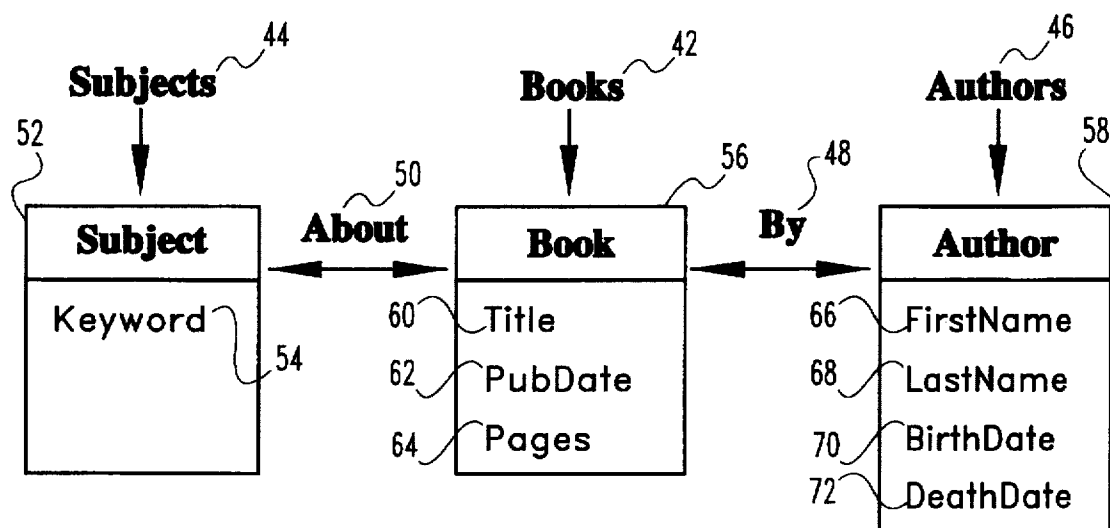 44
Subjects
42
Books
46
Authors
52
Subject
Keyword
54
50
About
56
Book
60 Title
62 PubDate
64 Pages
48
By
58
Author
66 FirstName
68 LastName
70 BirthDate
72 DeathDate